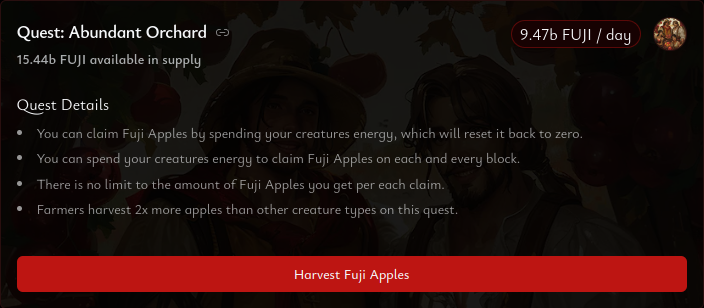 Quest: Abundant Orchard
9.47b FUJI / day
15.44b FUJI available in supply
Quest Details
You can claim Fuji Apples by spending your creatures energy, which will reset it back to zero.
You can spend your creatures energy to claim Fuji Apples on each and every block.
There is no limit to the amount of Fuji Apples you get per each claim.
Farmers harvest 2x more apples than other creature types on this quest.
Harvest Fuji Apples